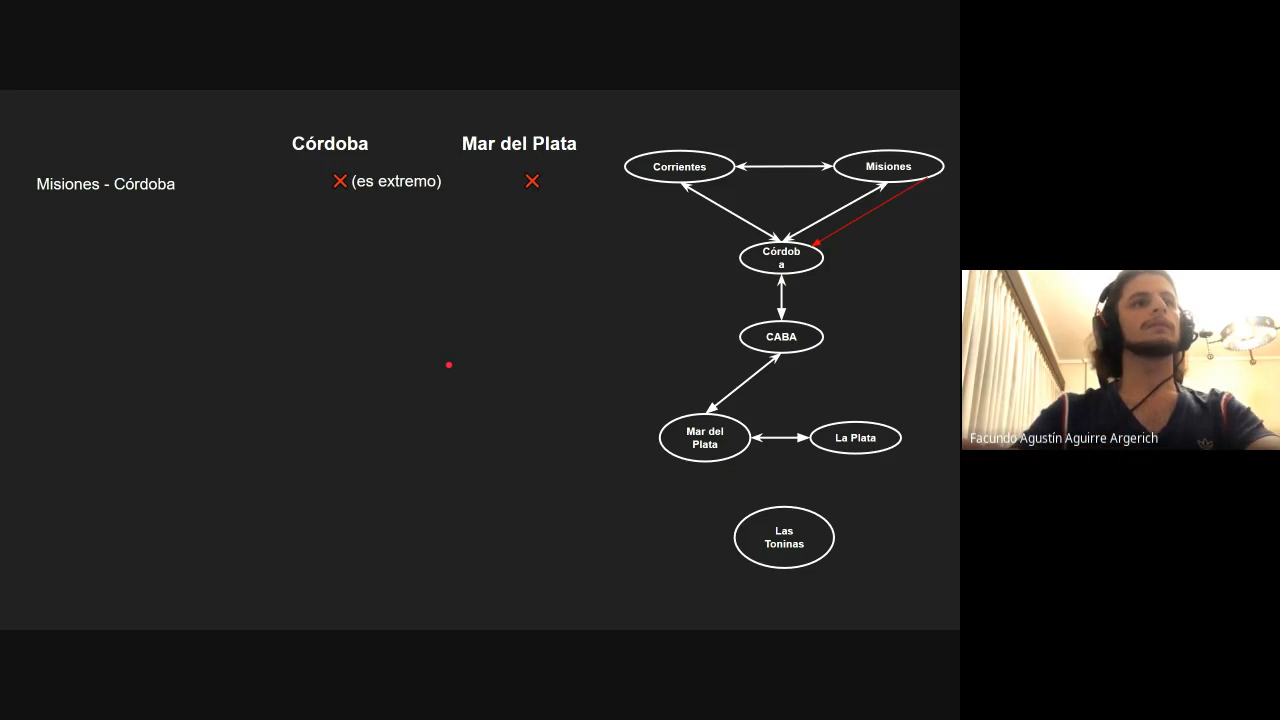 Córdoba
Mar del Plata
Misiones - Córdoba
❌ (es extremo)
❌
Corrientes
Misiones
Córdob
a
CABA
Mar del
Plata
La Plata
Las
Toninas
Facundo Agustín Aguirre Argerich